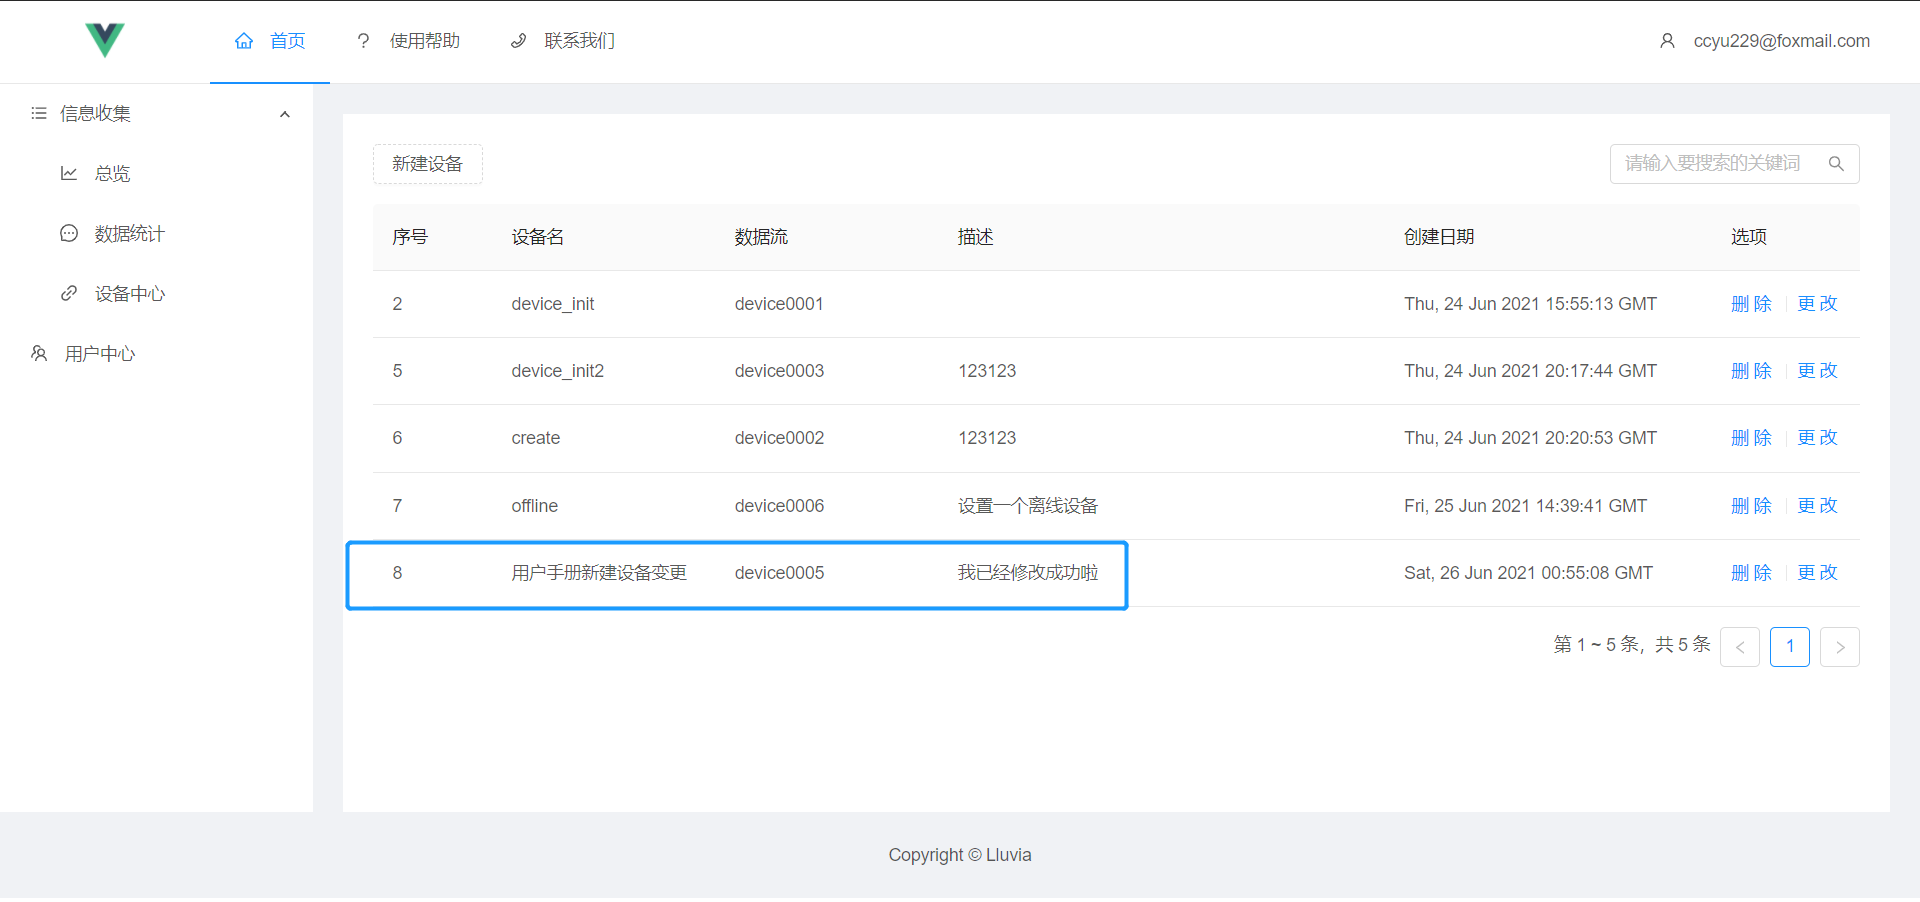 首页 使用帮助 联系我们 ccyu229@foxmail.com
信息收集
总览
数据统计
设备中心
用户中心
新建设备 请输入要搜索的关键词
序号 设备名 数据流 描述 创建日期 选项
2 device_init device0001 Thu, 24 Jun 2021 15:55:13 GMT 删 除 更 改
5 device_init2 device0003 123123 Thu, 24 Jun 2021 20:17:44 GMT 删 除 更 改
6 create device0002 123123 Thu, 24 Jun 2021 20:20:53 GMT 删 除 更 改
7 offline device0006 设置一个离线设备 Fri, 25 Jun 2021 14:39:41 GMT 删 除 更 改
8 用户手册新建设备变更 device0005 我已经修改成功啦 Sat, 26 Jun 2021 00:55:08 GMT 删 除 更 改
第 1 ~ 5 条，共 5 条 < 1 >
Copyright © Lluvia